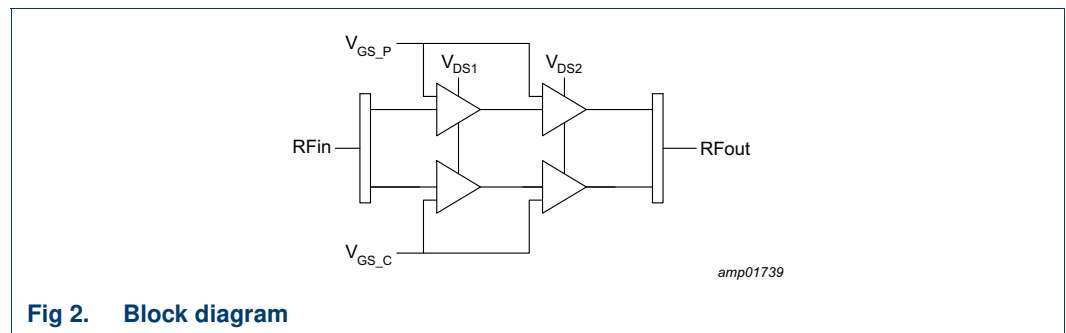 V_GS_P
V_DS1
V_DS2
RFin
RFout
V_GS_C
amp01739
Fig 2. Block diagram